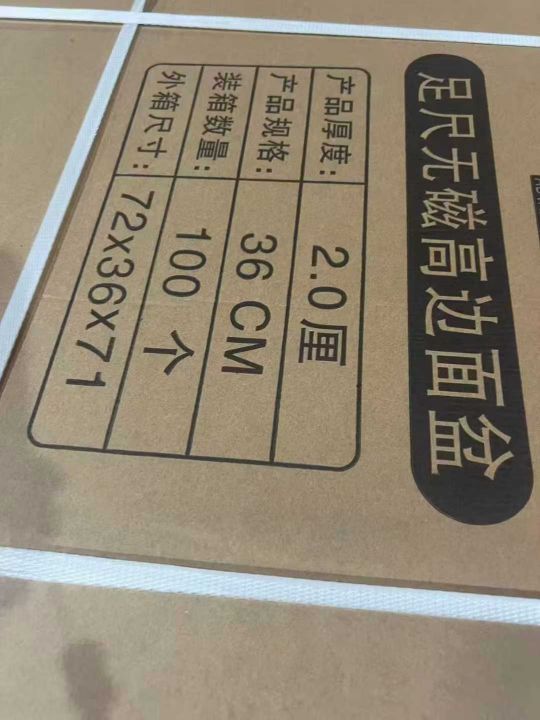 足尺无磁高边面盆
产品厚度: 2.0厘
产品规格: 36 CM
装箱数量: 100 个
外箱尺寸: 72x36x71